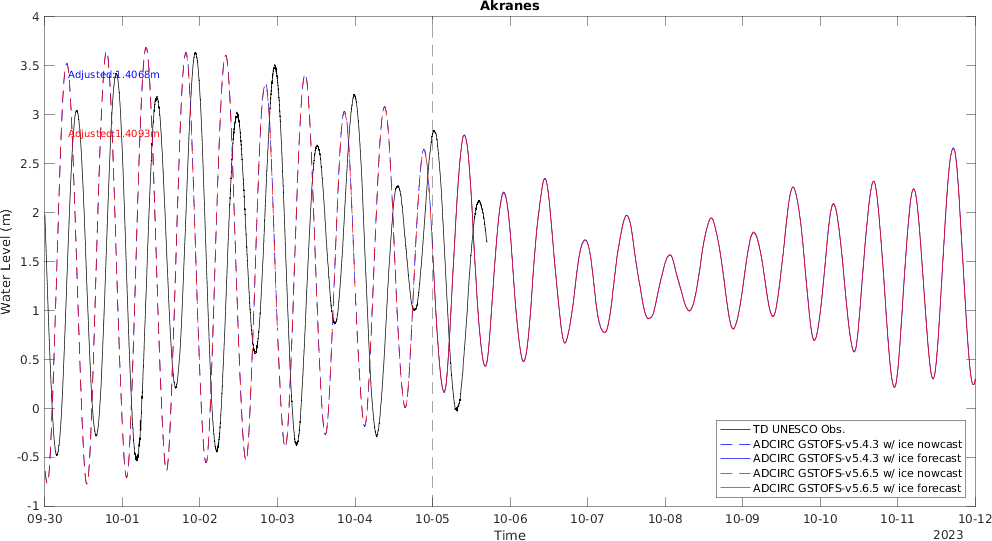 Akranes
4
3.5
3
2.5
2
1.5
1
0.5
0
-0.5
-1
Water Level (m)
Adjusted:1.4068m
Adjusted:1.4093m
TD UNESCO Obs.
ADCIRC GSTOFS-v5.4.3 w/ ice nowcast
ADCIRC GSTOFS-v5.4.3 w/ ice forecast
ADCIRC GSTOFS-v5.6.5 w/ ice nowcast
ADCIRC GSTOFS-v5.6.5 w/ ice forecast
09-30 10-01 10-02 10-03 10-04 10-05 10-06 10-07 10-08 10-09 10-10 10-11 10-12
Time
2023